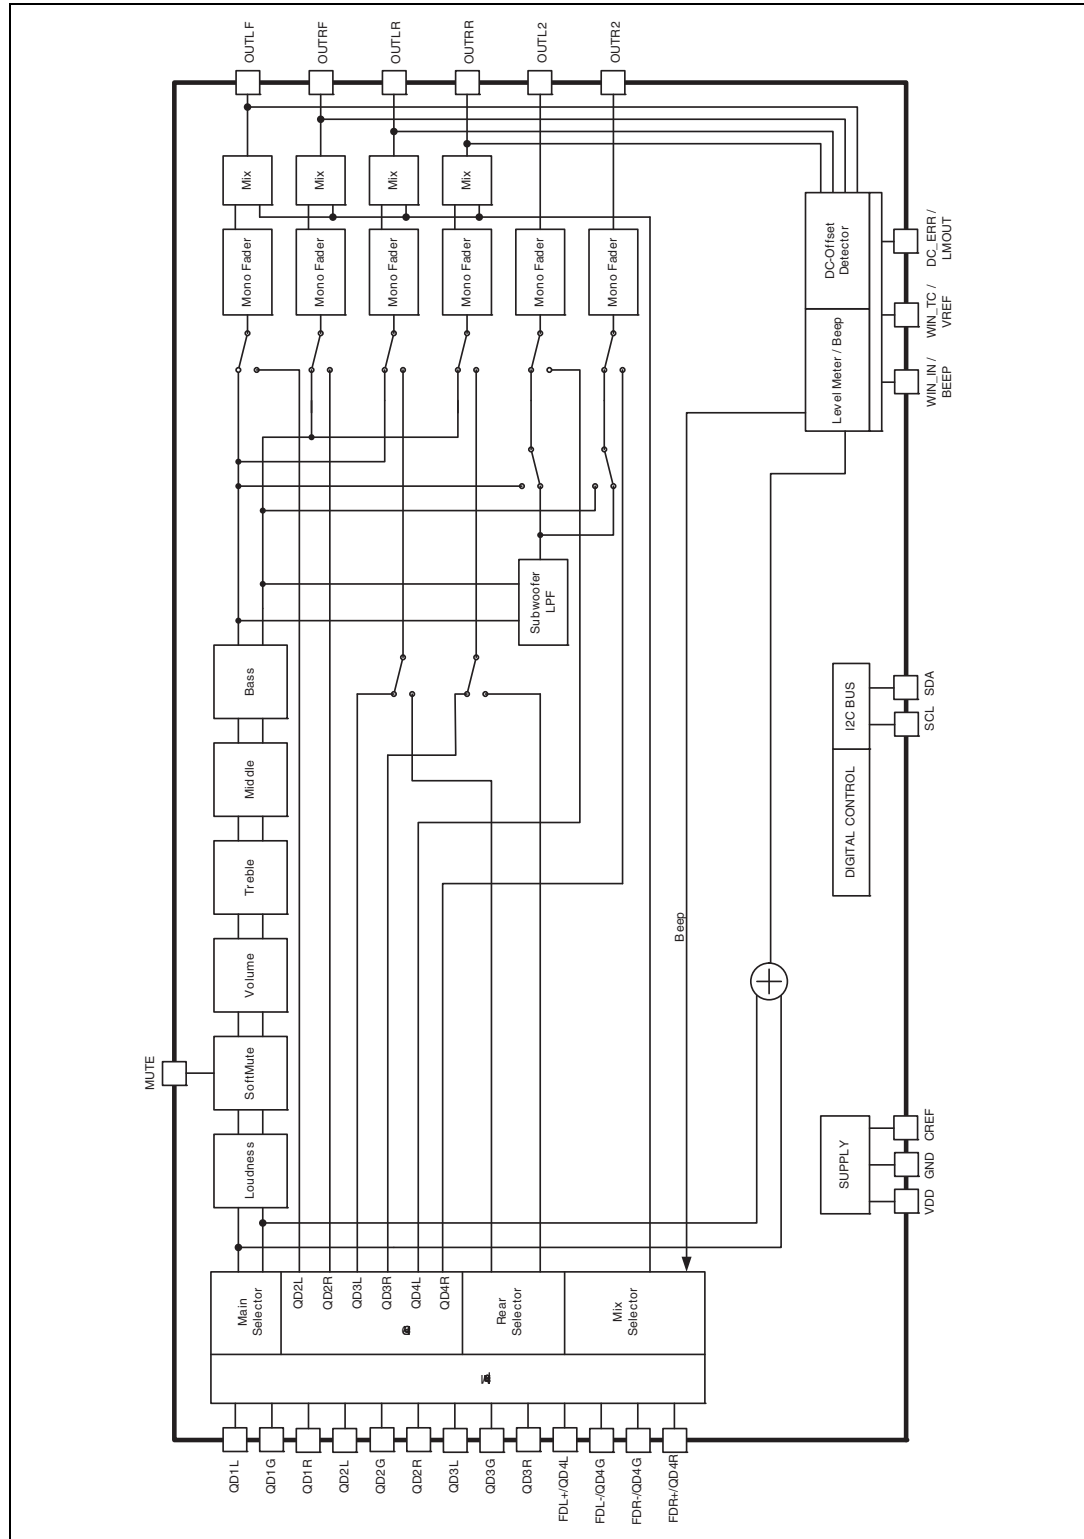 OUTLF
OUTRF
OUTLR
OUTRR
OUTL2
OUTR2
Mix
Mix
Mix
Mix
Mono Fader
Mono Fader
Mono Fader
Mono Fader
Mono Fader
Mono Fader
DC-Offset
Detector
Level Meter / Beep
DC_ERR /
LMOUT
WIN_TC /
VREF
WIN_IN /
BEEP
Subwoofer
LPF
Bass
Middle
Treble
Volume
SoftMute
Loudness
MUTE
I2C BUS
DIGITAL CONTROL
SDA
SCL
Beep
SUPPLY
CREF
GND
VDD
Main
Selector
QD2L
QD2R
QD3L
QD3R
QD4L
QD4R
Rear
Selector
Mix
Selector
QD1L
QD1G
QD1R
QD2L
QD2G
QD2R
QD3L
QD3G
QD3R
FDL+/QD4L
FDL-/QD4G
FDR-/QD4G
FDR+/QD4R